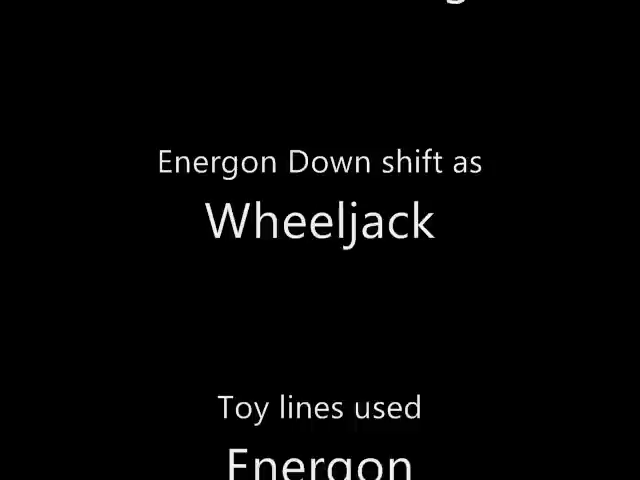 Energon Down shift as
Wheeljack
Toy lines used
Energon